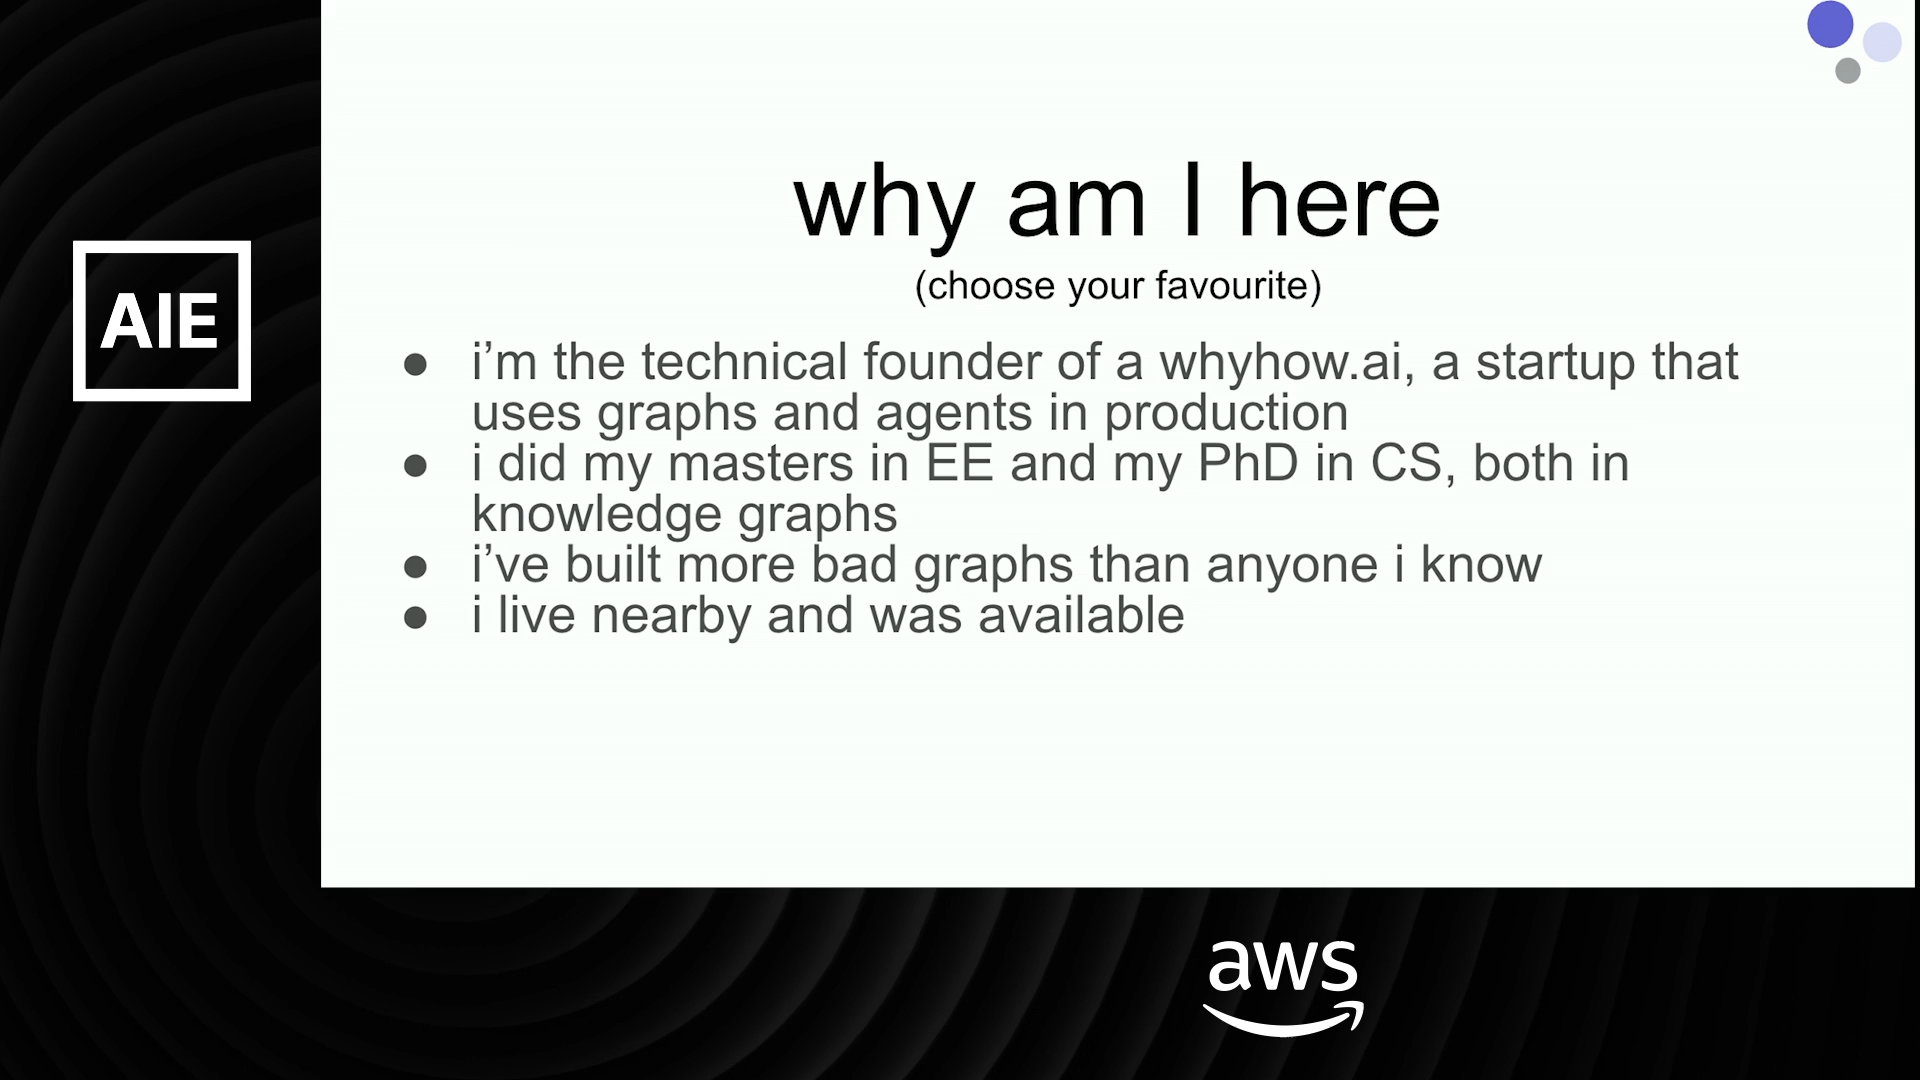 AIE
why am I here
(choose your favourite)
● i’m the technical founder of a whyhow.ai, a startup that
uses graphs and agents in production
● i did my masters in EE and my PhD in CS, both in
knowledge graphs
● i’ve built more bad graphs than anyone i know
● i live nearby and was available
aws